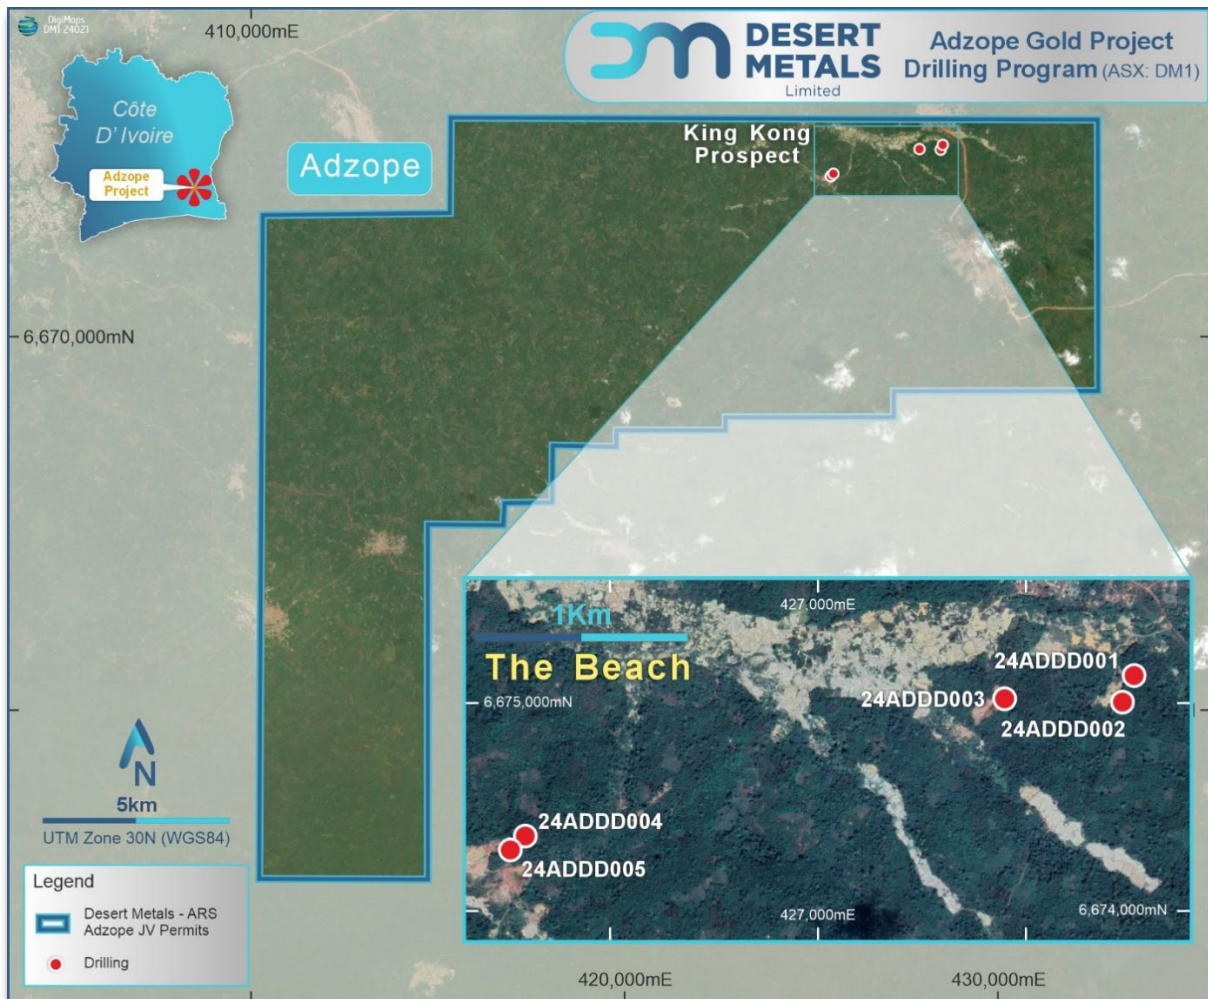 DigiMaps
DM1 24021
410,000mE
DESERT
METALS
Limited
Adzope Gold Project
Drilling Program (ASX: DM1)
Côte
D' Ivoire
Adzope
Project
Adzope
King Kong
Prospect
6,670,000mN
1Km
The Beach
427,000mE
24ADDD001
24ADDD003
24ADDD002
6,675,000mN
24ADDD004
24ADDD005
427,000mE
6,674,000mN
N
5km
UTM Zone 30N (WGS84)
Legend
Desert Metals - ARS
Adzope JV Permits
Drilling
420,000mE
430,000mE